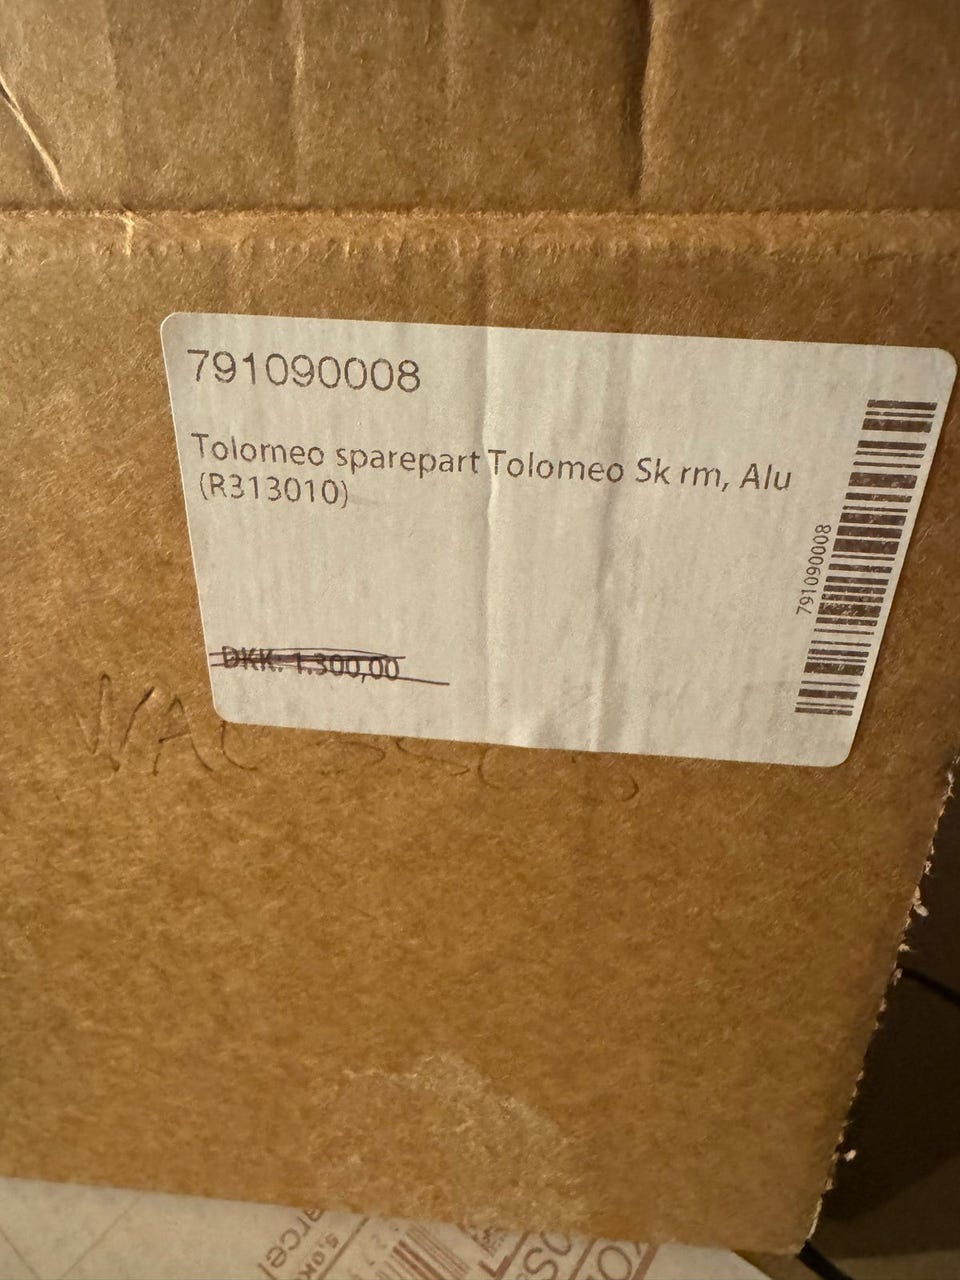 791090008
Tolomeo sparepart Tolomeo Sk rm, Alu
(R313010)
791090008
DKK. 1.300,00